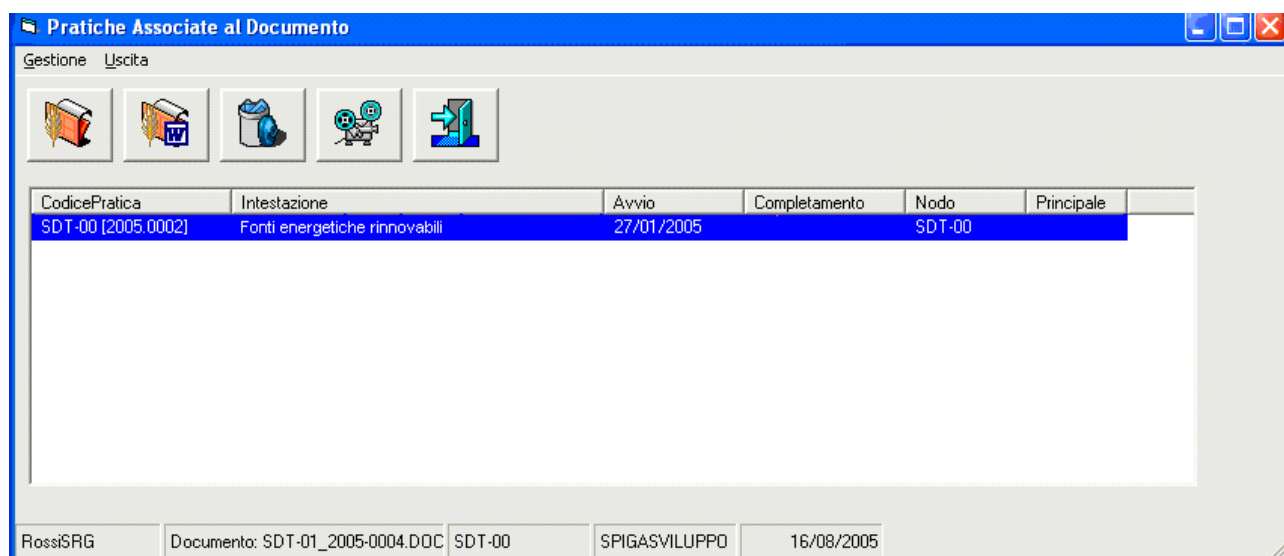 Pratiche Associate al Documento
Gestione Uscita
W
CodicePratica Intestazione Avvio Completamento Nodo Principale
SDT-00 [2005.0002] Fonti energetiche rinnovabili 27/01/2005 SDT-00
RossiSRG Documento: SDT-01_2005-0004.DOC SDT-00 SPIGASVILUPPO 16/08/2005